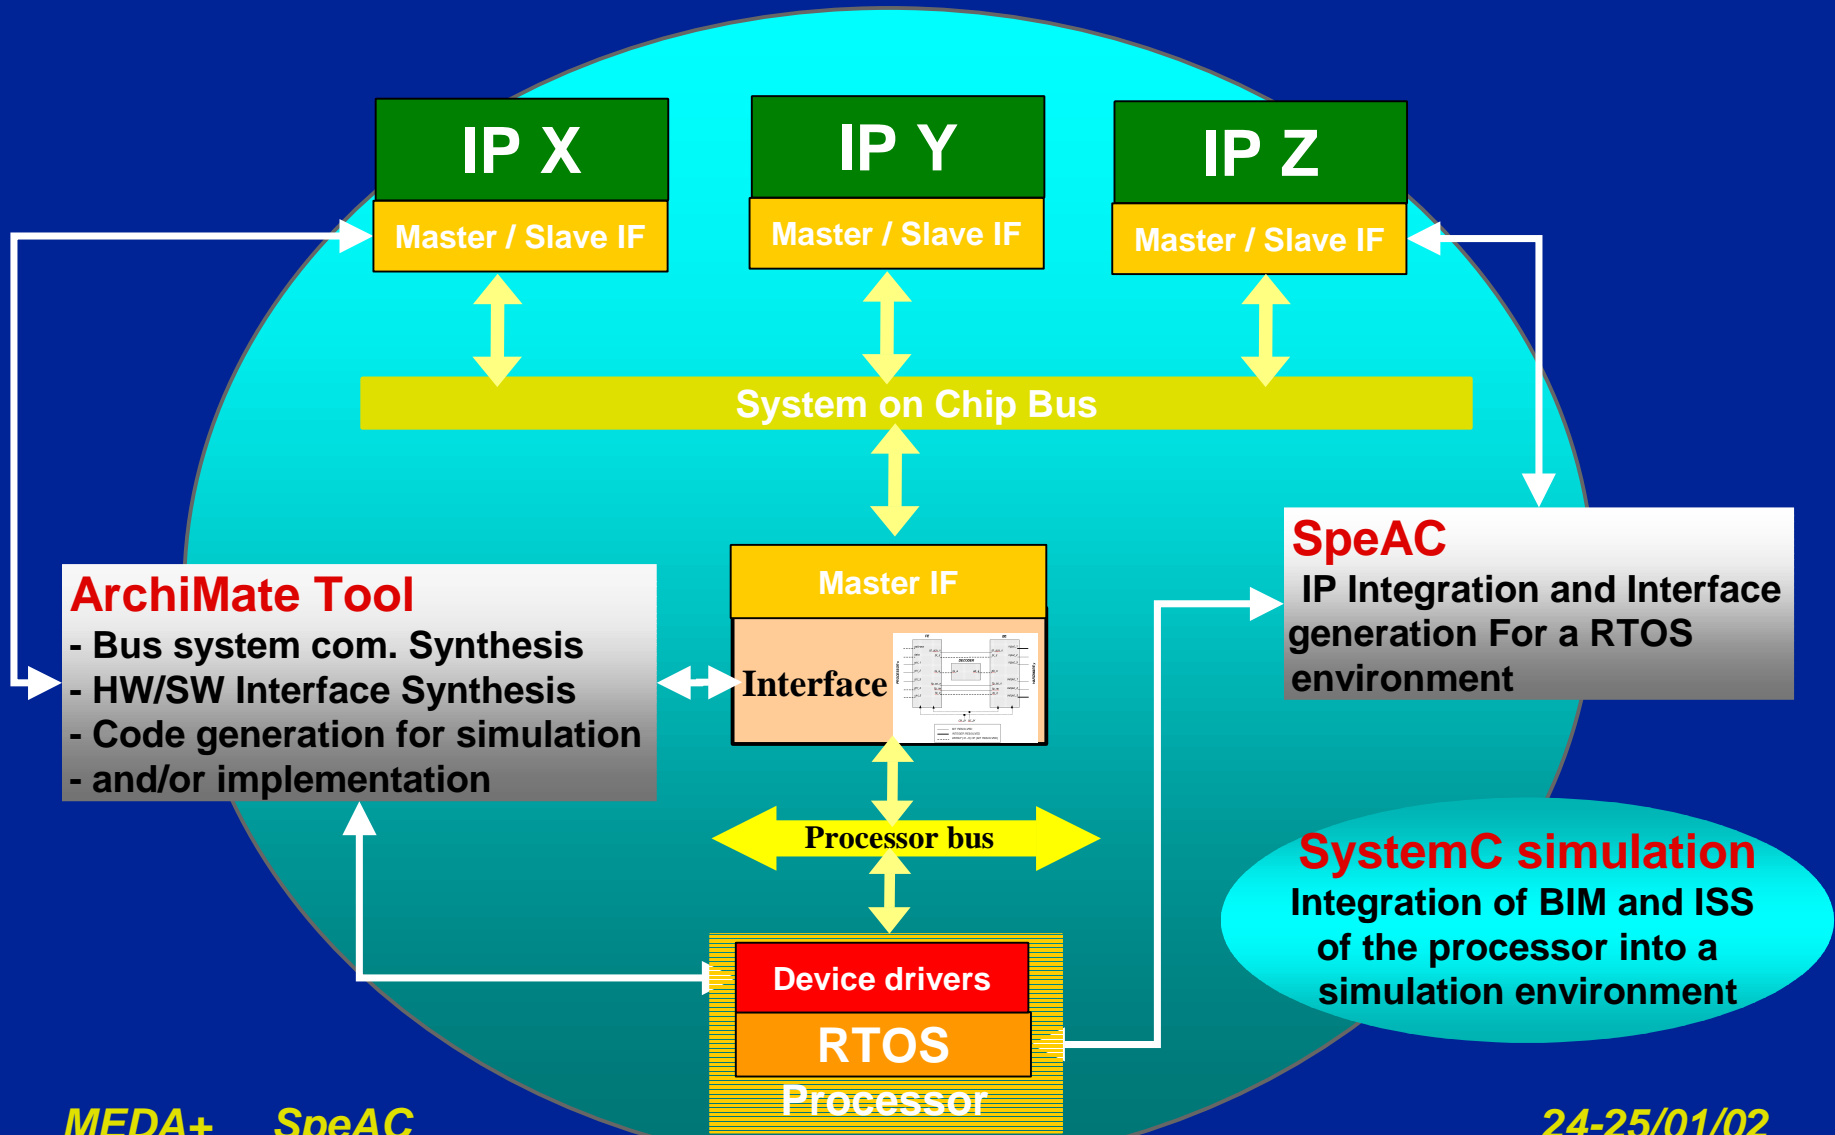 IP X
IP Y
IP Z
Master / Slave IF
Master / Slave IF
Master / Slave IF
System on Chip Bus
SpeAC
IP Integration and Interface
generation For a RTOS
environment
Master IF
ArchiMate Tool
- Bus system com. Synthesis
- HW/SW Interface Synthesis
- Code generation for simulation
- and/or implementation
Interface
DECODER
Processor bus
SystemC simulation
Integration of BIM and ISS
of the processor into a
simulation environment
Device drivers
RTOS
Processor
MEDA+ SpeAC
24-25/01/02